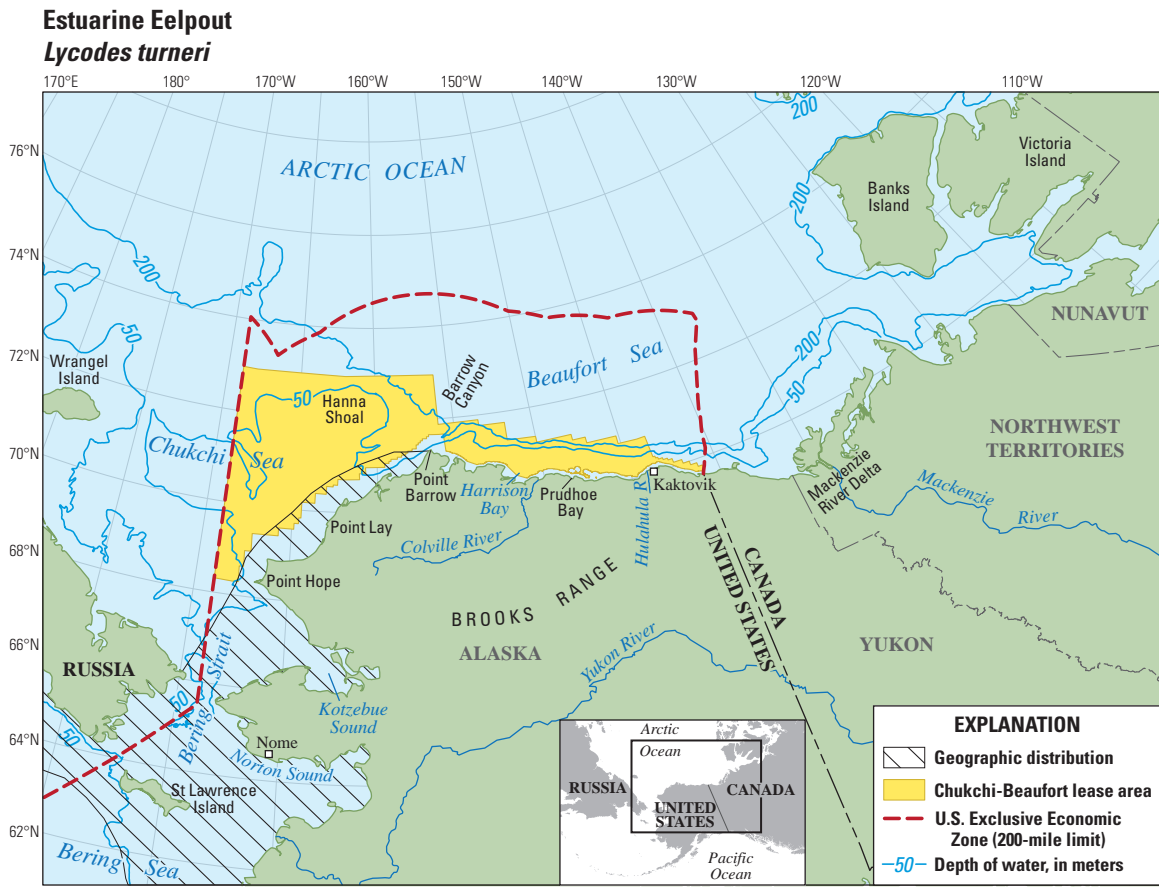 Estuarine Eelpout
Lycodes turneri
170°E
180°
170°W
160°W
150°W
140°W
130°W
120°W
110°W
76°N
74°N
72°N
70°N
68°N
66°N
64°N
62°N
ARCTIC OCEAN
200
200
200
200
Victoria
Island
Banks
Island
NUNAVUT
50
Wrangel
Island
Beaufort Sea
Barrow
Canyon
50
Hanna
Shoal
50
Chukchi Sea
NORTHWEST
TERRITORIES
Point
Barrow
Harrison
Bay
Prudhoe
Bay
Hulahula R.
Kaktovik
Mackenzie
River Delta
Mackenzie
River
Point Lay
Colville River
Point Hope
BROOKS RANGE
CANADA
UNITED STATES
ALASKA
YUKON
Yukon River
RUSSIA
50
Bering Strait
Kotzebue
Sound
50
Nome
Norton Sound
St Lawrence
Island
Bering Sea
Arctic
Ocean
RUSSIA
CANADA
UNITED
STATES
Pacific
Ocean
EXPLANATION
Geographic distribution
Chukchi-Beaufort lease area
U.S. Exclusive Economic
Zone (200-mile limit)
50
Depth of water, in meters